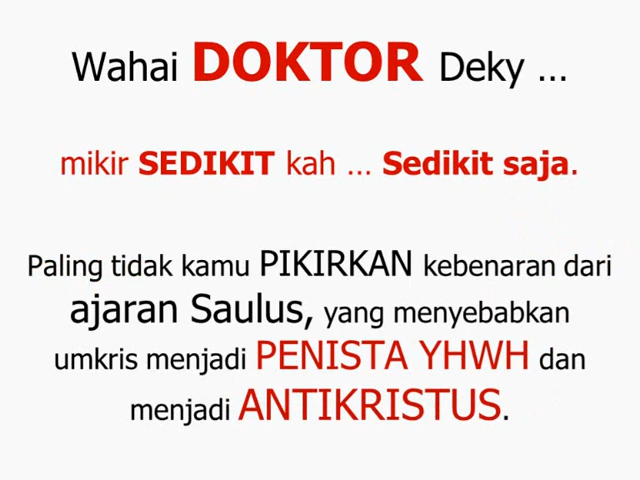 Wahai DOKTOR Deky ...
mikir SEDIKIT kah ... Sedikit saja.
Paling tidak kamu PIKIRKAN kebenaran dari
ajaran Saulus, yang menyebabkan
umkris menjadi PENISTA YHWH dan
menjadi ANTIKRISTUS.